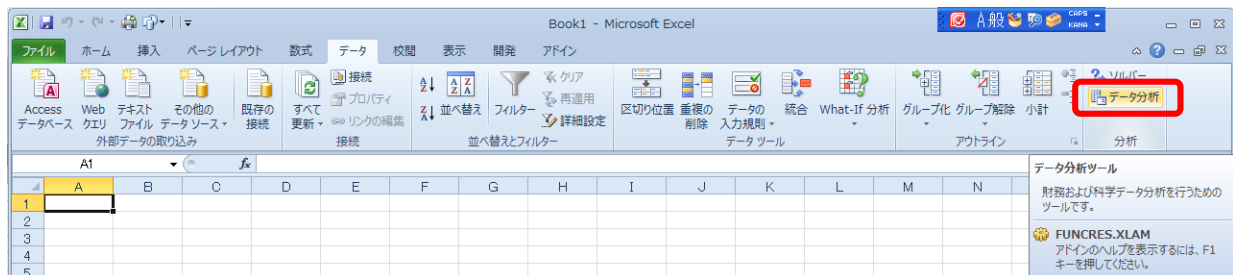 Book1 - Microsoft Excel
A 般 CAPS KANA
ファイル ホーム 挿入 ページ レイアウト 数式 データ 校閲 表示 開発 アドイン
Access データベース
Web クエリ
テキスト ファイル
その他の データ ソース
既存の 接続
外部データの取り込み
すべて 更新
接続
プロパティ
リンクの編集
接続
並べ替え
フィルター
クリア
再適用
詳細設定
並べ替えとフィルター
区切り位置
重複の 削除
データの 入力規則
統合
What-If 分析
データ ツール
グループ化
グループ解除
小計
アウトライン
ソルバー
データ分析
分析
A1
fx
A B C D E F G H I J K L M N
1
2
3
4
5
データ分析ツール
財務および科学データ分析を行うための
ツールです。
FUNCRES.XLAM
アドインのヘルプを表示するには、F1
キーを押してください。